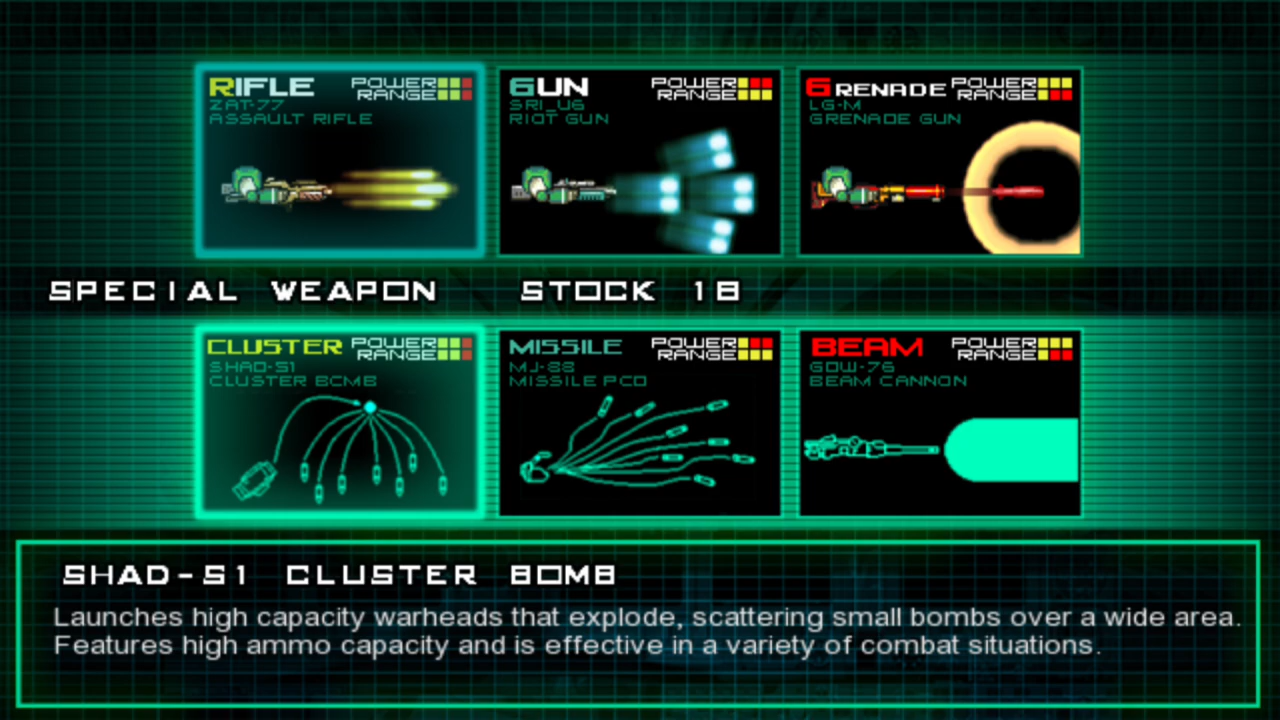 RIFLE POWER
RANGE
ZAT-77
ASSAULT RIFLE
GUN POWER
RANGE
SRI_U6
RIOT GUN
GRENADE POWER
RANGE
LG-M
GRENADE GUN
SPECIAL WEAPON STOCK 18
CLUSTER POWER
RANGE
SHAD-S1
CLUSTER BOMB
MISSILE POWER
RANGE
MJ-88
MISSILE POD
BEAM POWER
RANGE
GOW-76
BEAM CANNON
SHAD-S1 CLUSTER BOMB
Launches high capacity warheads that explode, scattering small bombs over a wide area.
Features high ammo capacity and is effective in a variety of combat situations.